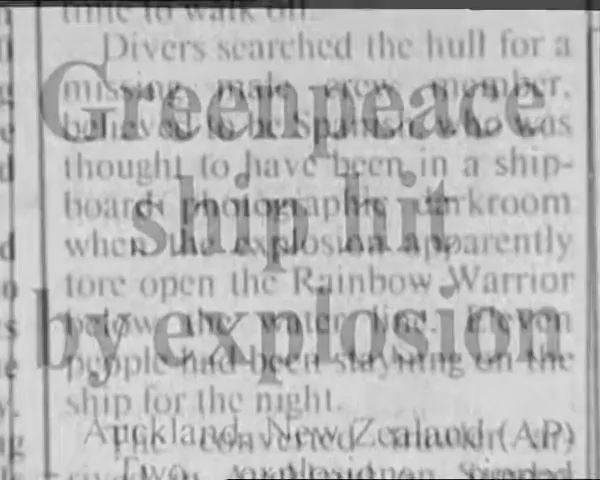 time to walk off.
Divers searched the hull for a
missing male crew member,
believed to be Spanish, who was
thought to have been in a ship-
board photographic darkroom
when the explosion apparently
tore open the Rainbow Warrior
below the water line. Eleven
people had been staying on the
ship for the night.
Greenpeace
ship hit
by explosion
Auckland, New Zealand (AP)
Two explosions